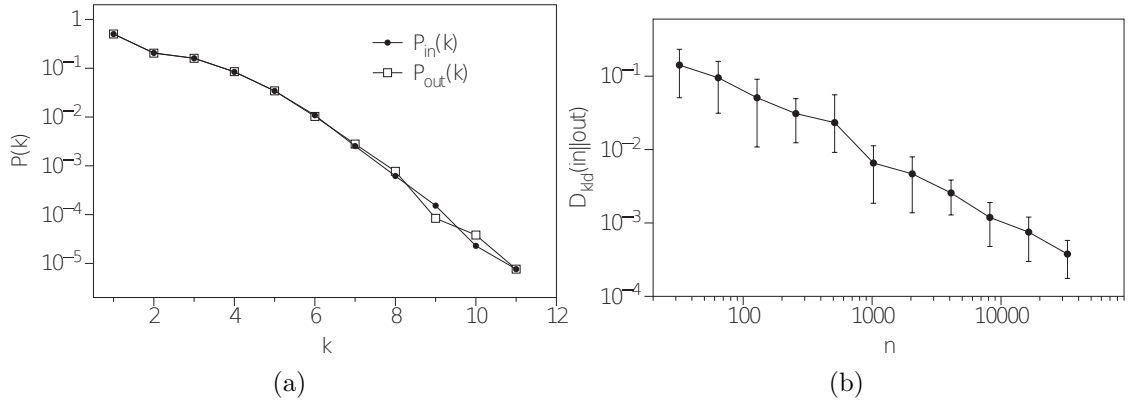 1
10⁻¹
10⁻²
10⁻³
10⁻⁴
10⁻⁵
P(k)
P_in(k)
P_out(k)
2 4 6 8 10 12
k
(a)
10⁻¹
10⁻²
10⁻³
10⁻⁴
D_kld(in||out)
100 1000 10000
n
(b)